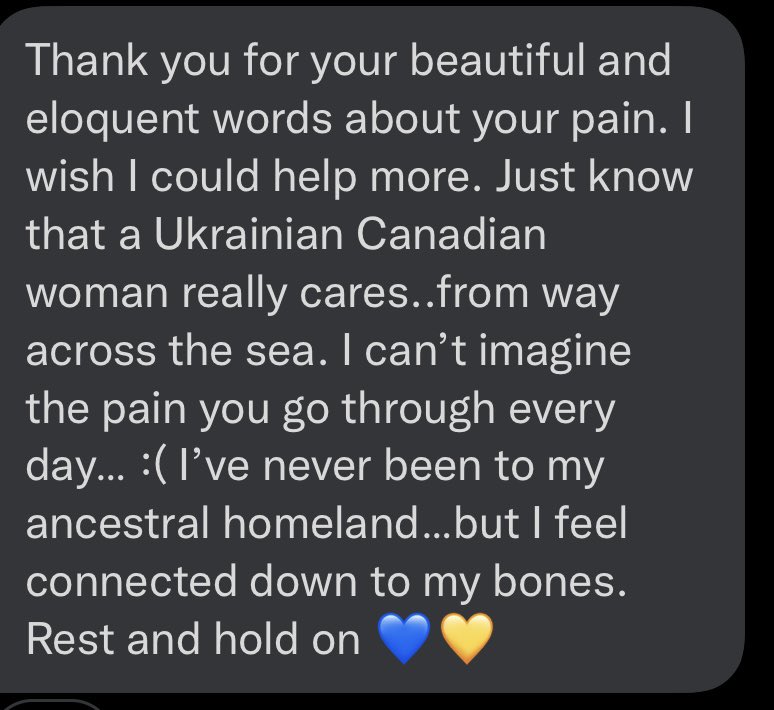 Thank you for your beautiful and
eloquent words about your pain. I
wish I could help more. Just know
that a Ukrainian Canadian
woman really cares..from way
across the sea. I can’t imagine
the pain you go through every
day... :( I’ve never been to my
ancestral homeland...but I feel
connected down to my bones.
Rest and hold on 💙💛